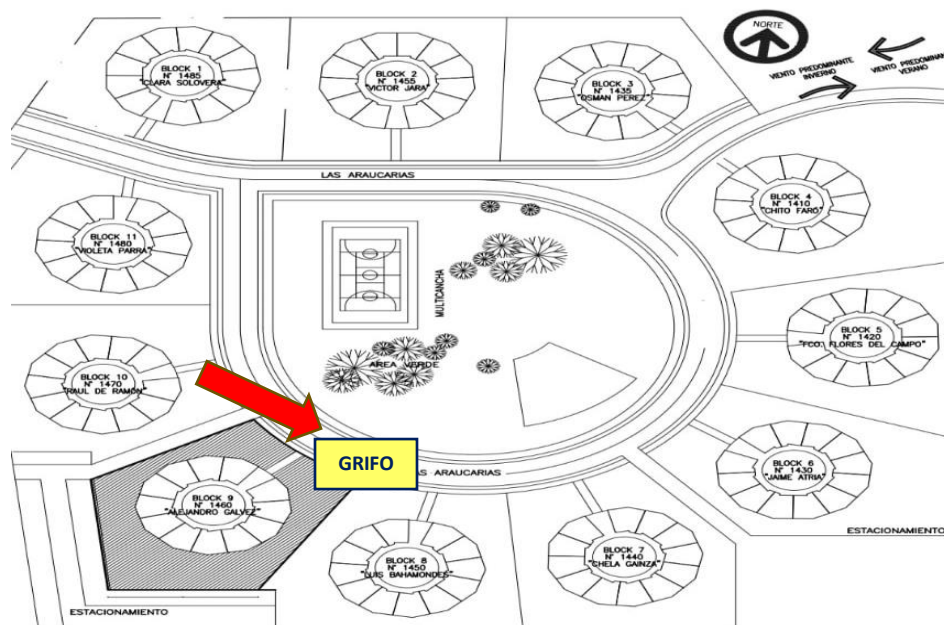 NORTE
VIENTO PREDOMINANTE
INVIERNO
VIENTO PREDOMINAN
VERANO
BLOCK 1
N° 1485
"CLARA SOLOVERA"
BLOCK 2
N° 1455
"VICTOR JARA"
BLOCK 3
N° 1435
"OSMAN PEREZ"
LAS ARAUCARIAS
BLOCK 4
N° 1410
"CHITO FARO"
BLOCK 11
N° 1480
"VIOLETA PARRA"
MULTICANCHA
BLOCK 5
N° 1420
"FCO. FLORES DEL CAMPO"
AREA VERDE
BLOCK 10
N° 1470
"RAUL DE RAMON"
GRIFO
AS ARAUCARIAS
BLOCK 6
N° 1430
"JAIME ATRIA"
BLOCK 9
N° 1460
"ALEJANDRO GALVEZ"
ESTACIONAMIENTO
BLOCK 8
N° 1450
"LUIS BAHAMONDES"
BLOCK 7
N° 1440
"CHELA GAINZA"
ESTACIONAMIENTO